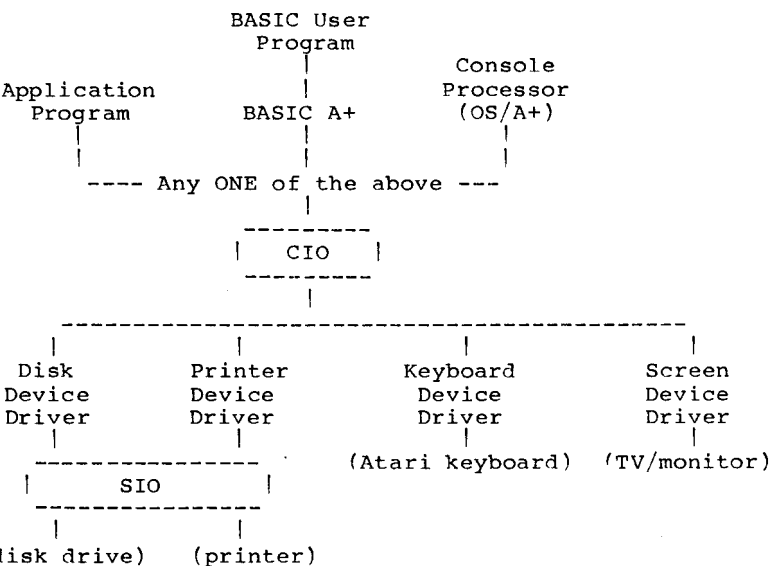 BASIC User
Program
Console
Application Processor
Program BASIC A+ (OS/A+)
---- Any ONE of the above ---
CIO
Disk Printer Keyboard Screen
Device Device Device Device
Driver Driver Driver Driver
(Atari keyboard) (TV/monitor)
SIO
disk drive) (printer)